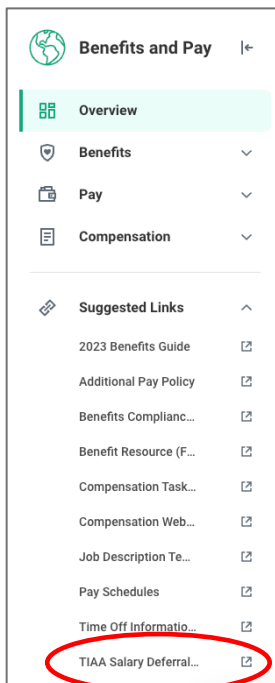 Benefits and Pay
Overview
Benefits
Pay
Compensation
Suggested Links
2023 Benefits Guide
Additional Pay Policy
Benefits Complianc...
Benefit Resource (F...
Compensation Task...
Compensation Web...
Job Description Te...
Pay Schedules
Time Off Informatio...
TIAA Salary Deferral...